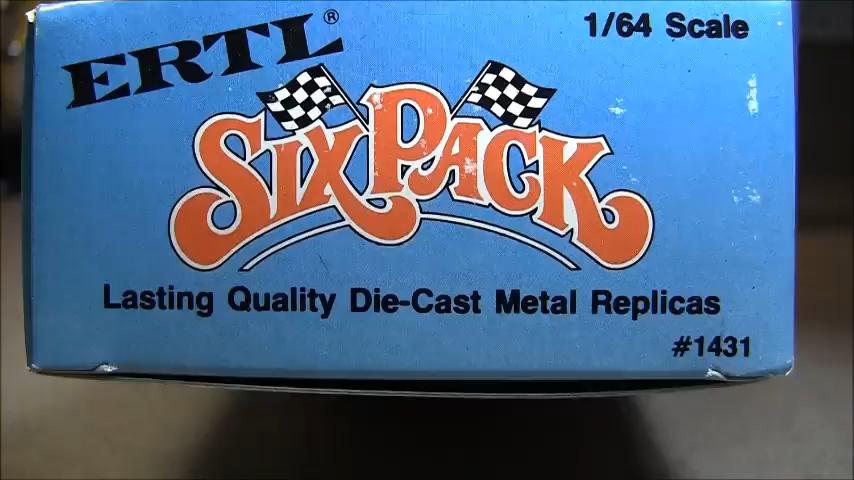 ERTL®
1/64 Scale
SIX PACK
Lasting Quality Die-Cast Metal Replicas
#1431